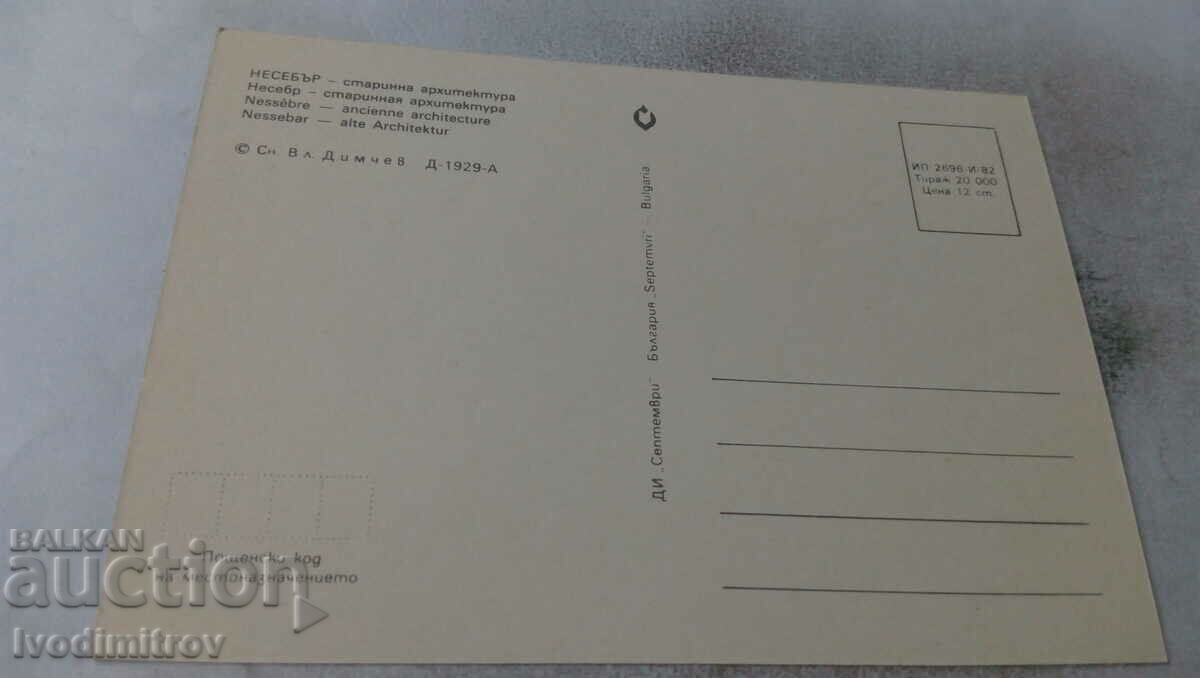 НЕСЕБЪР – старинна архитектура
Несебр – старинная архитектура
Nessèbre — ancienne architecture
Nessebar — alte Architektur
© Сн. Вл. Димчев Д-1929-А
ДИ „Септември" България „Septemvri" – Bulgaria
ИП 2696-И-82
Тираж 20 000
Цена 12 ст.
Пощенски код
на местоназначението
BALKAN
auction
Ivodimitrov